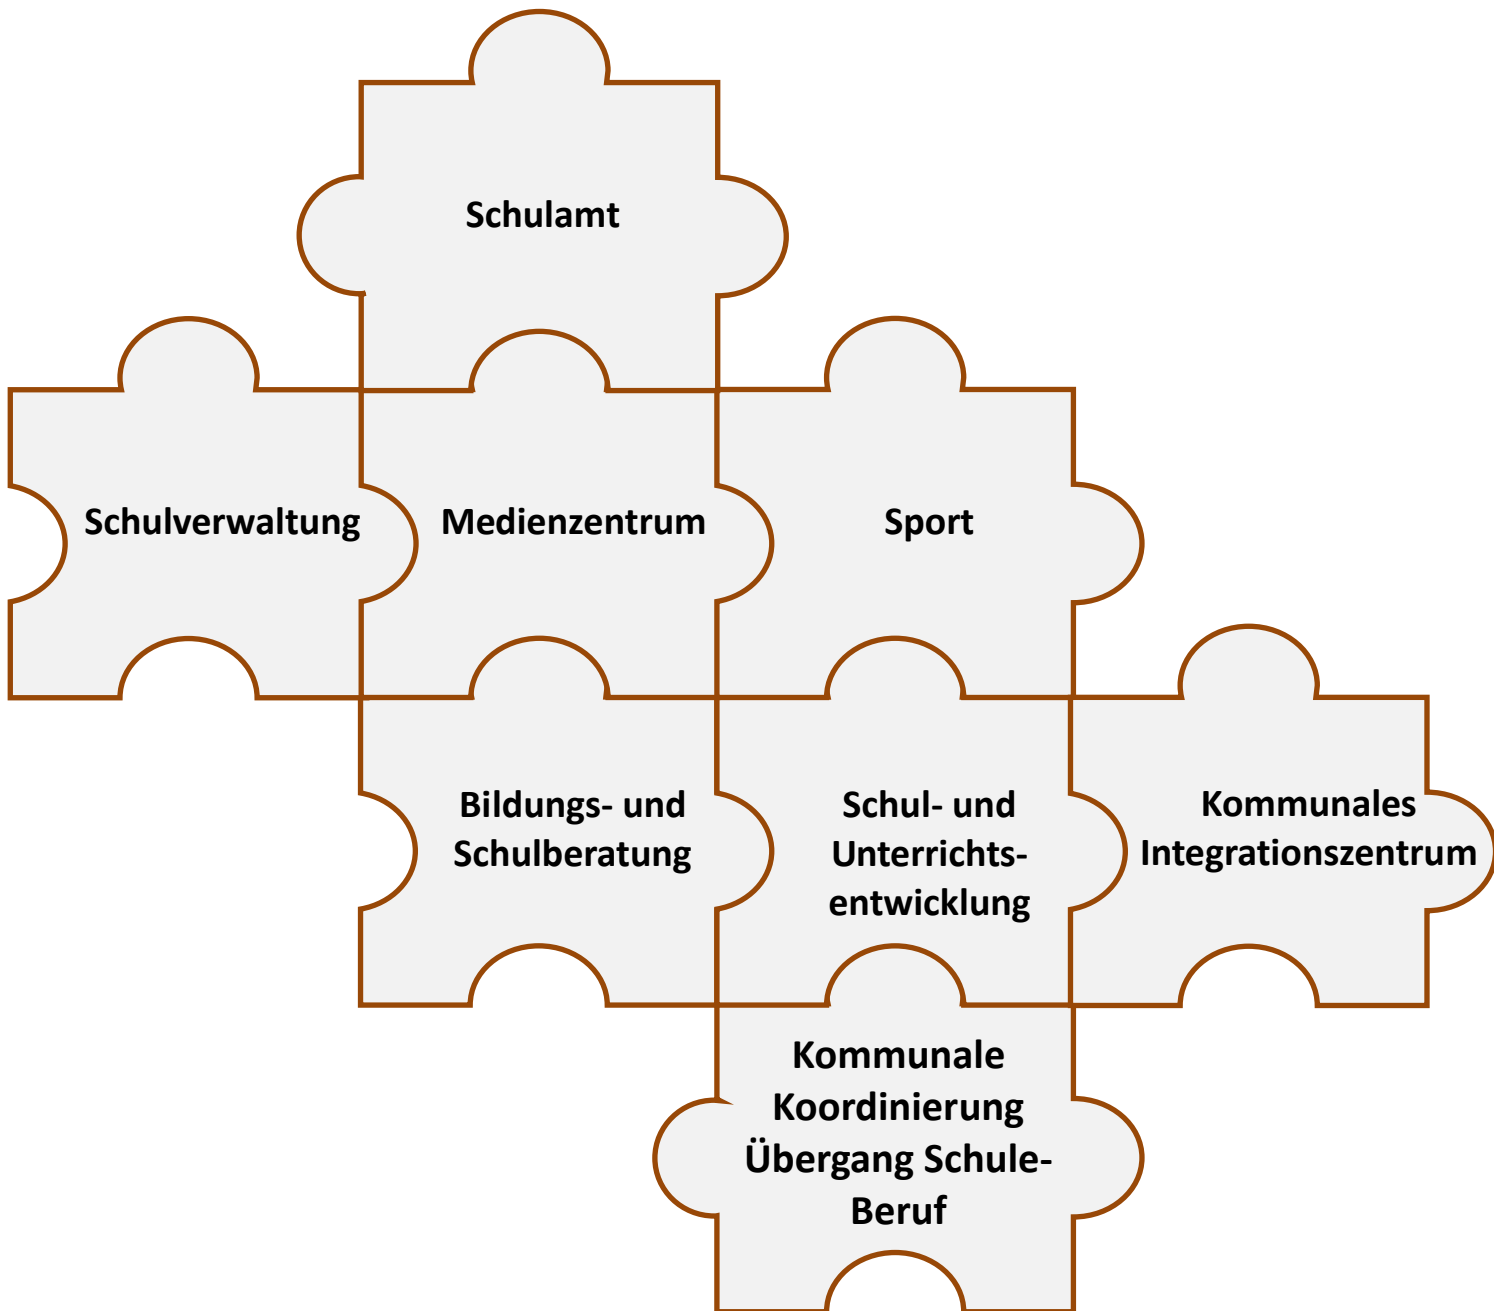 Schulamt
Schulverwaltung
Medienzentrum
Sport
Bildungs- und
Schulberatung
Schul- und
Unterrichts-
entwicklung
Kommunales
Integrationszentrum
Kommunale
Koordinierung
Übergang Schule-
Beruf